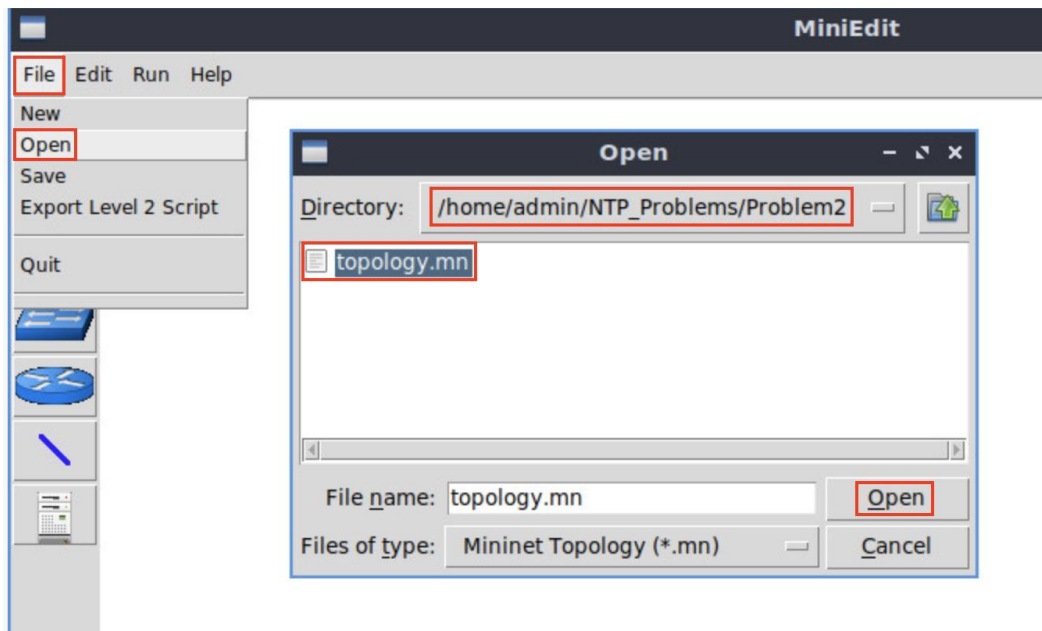 MiniEdit
File Edit Run Help
New
Open
Save
Export Level 2 Script
Quit
Open
Directory: /home/admin/NTP_Problems/Problem2
topology.mn
File name: topology.mn Open
Files of type: Mininet Topology (*.mn) Cancel